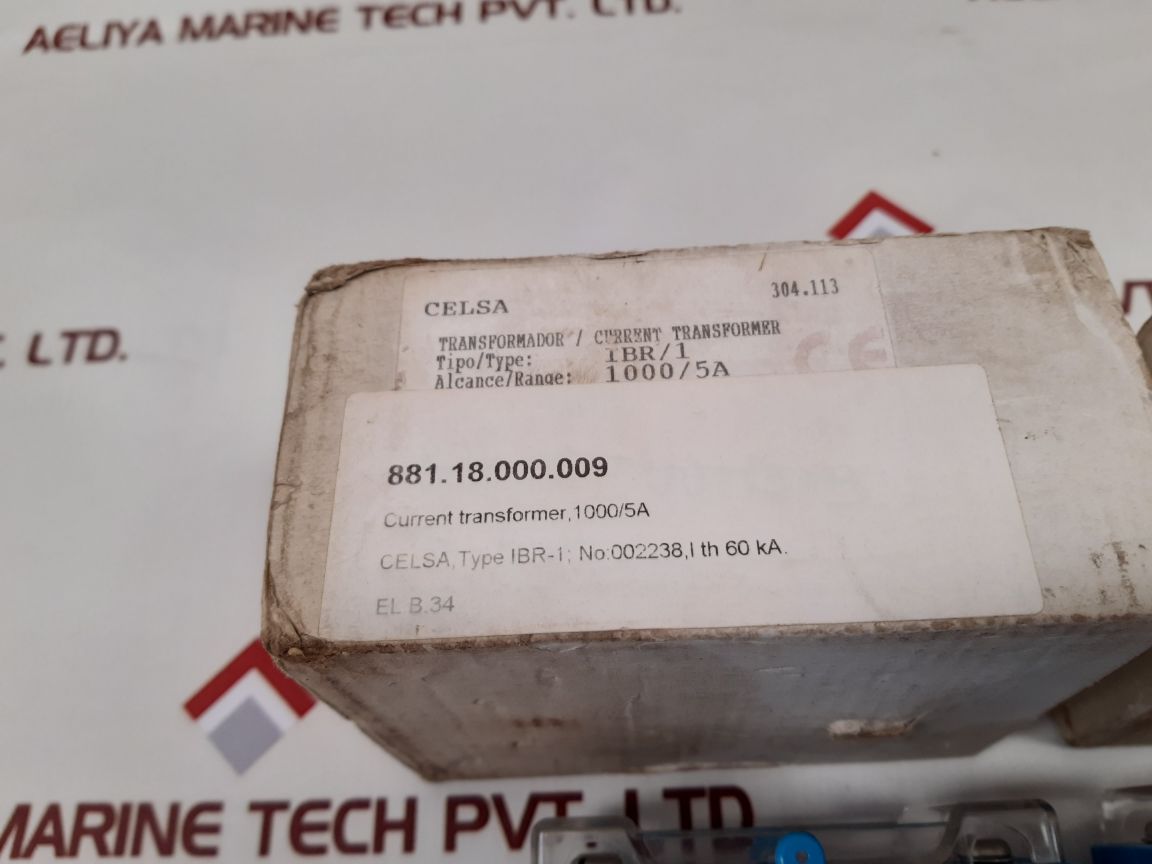 AELIYA MARINE TECH PVT. LTD.
LTD.
CELSA
304.113
TRANSFORMADOR / CURRENT TRANSFORMER
Tipo/Type: IBR/1
Alcance/Range: 1000/5A
CE
881.18.000.009
Current transformer,1000/5A
CELSA,Type IBR-1; No:002238,I th 60 kA.
EL B.34
MARINE TECH PVT. LTD